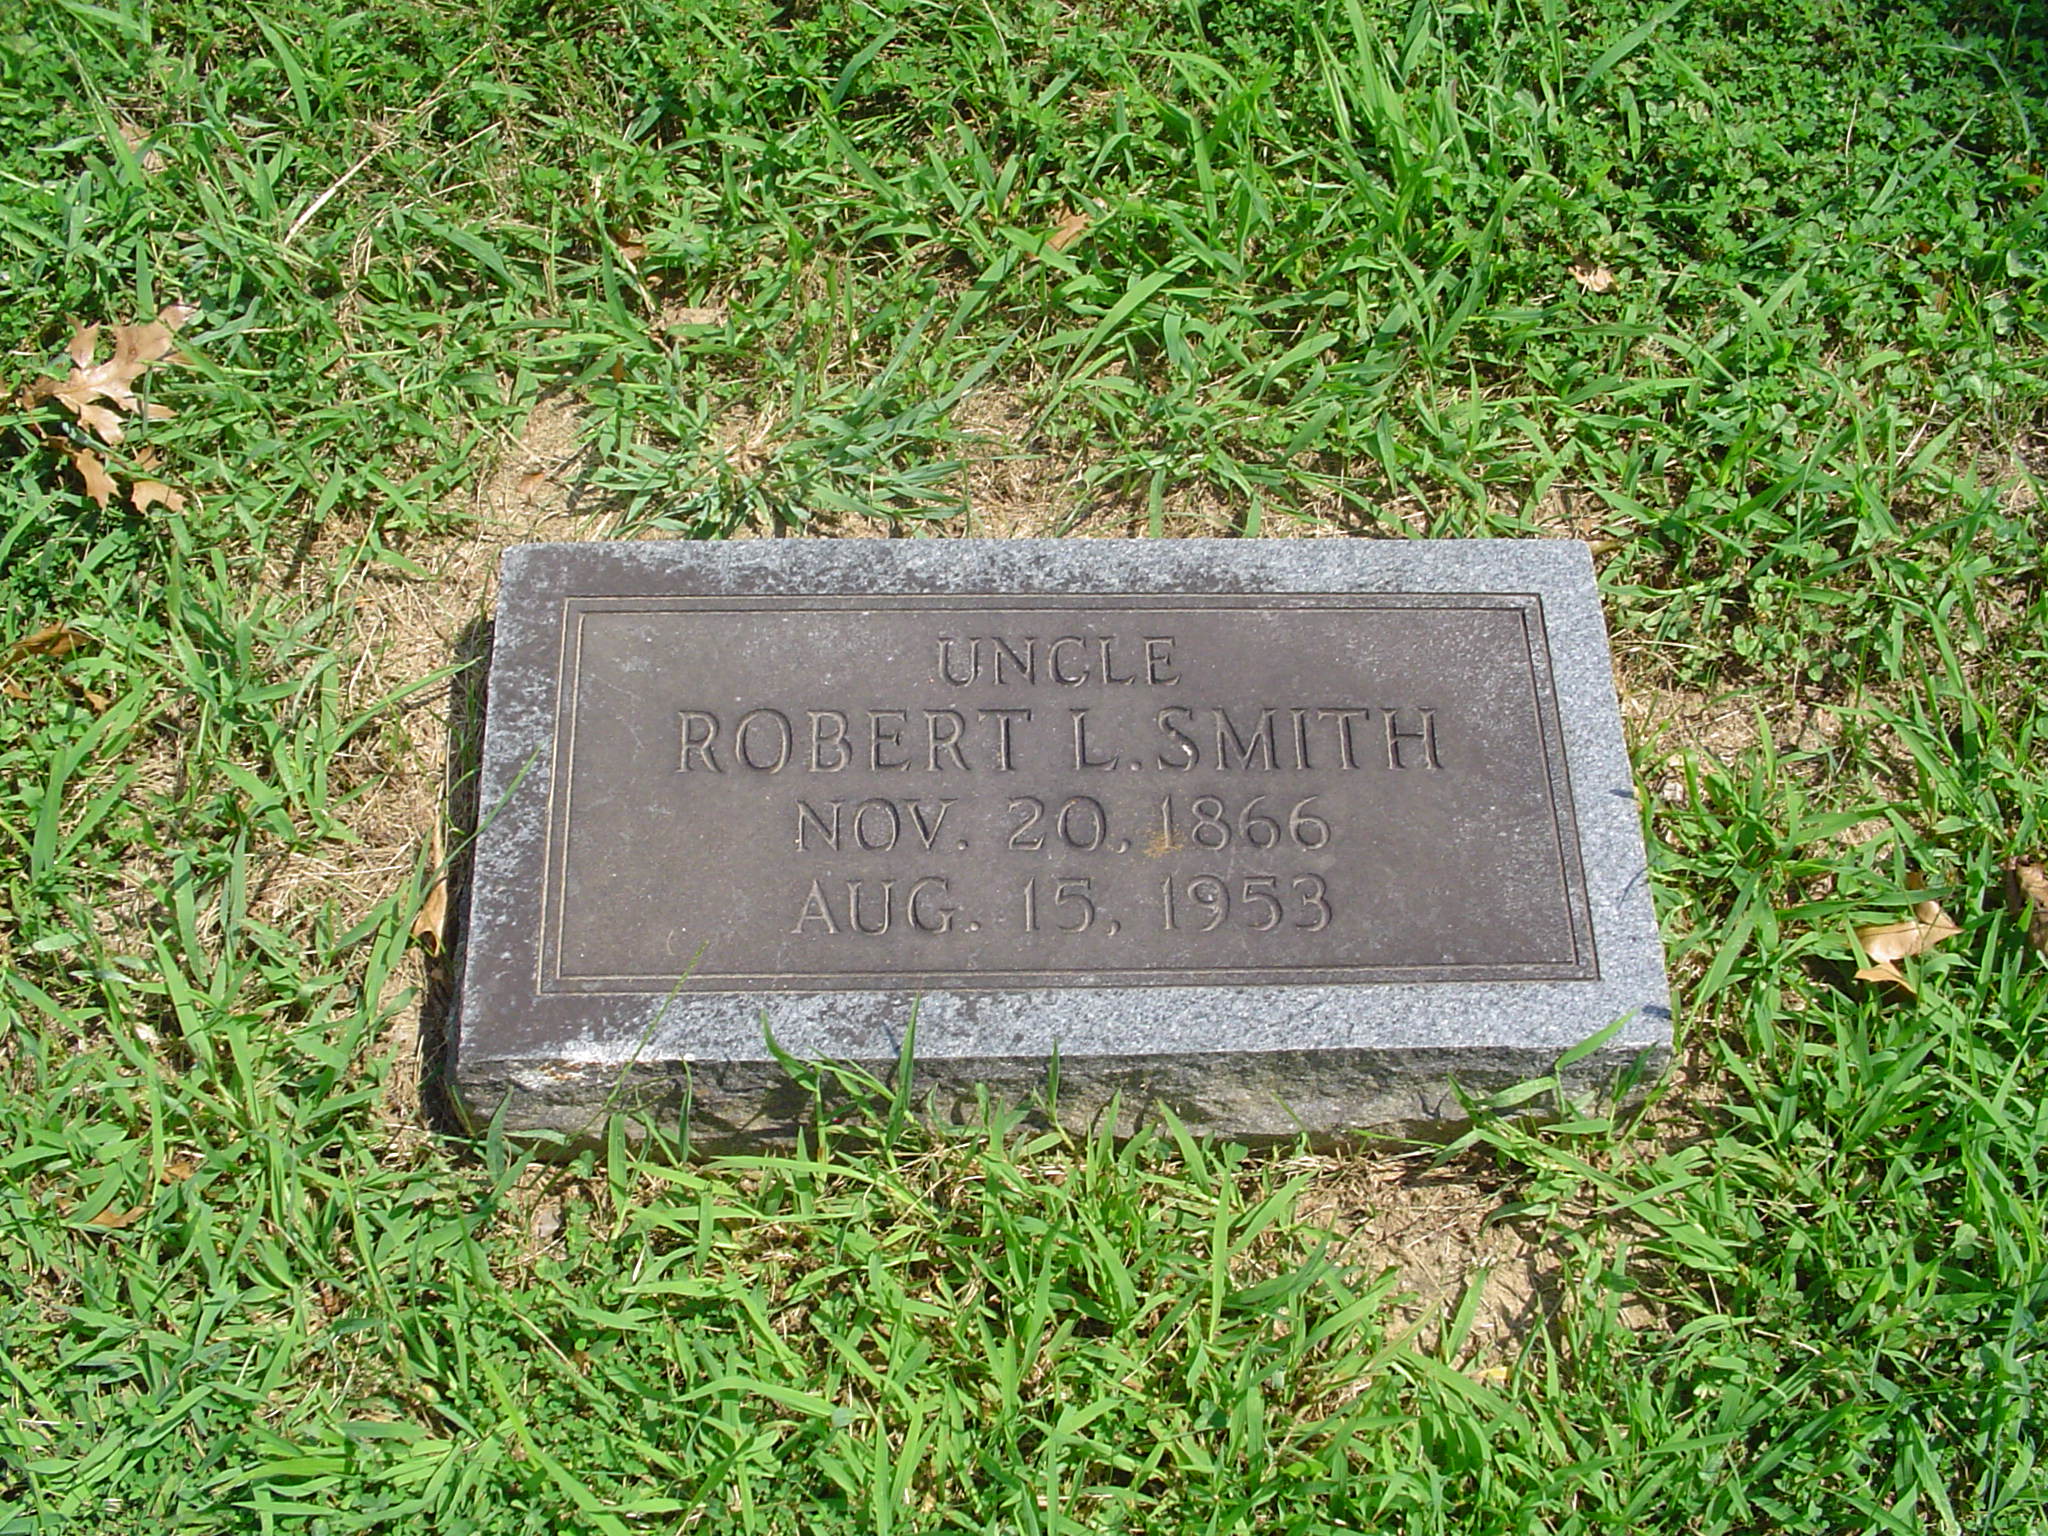 UNCLE
ROBERT L. SMITH
NOV. 20, 1866
AUG. 15, 1953